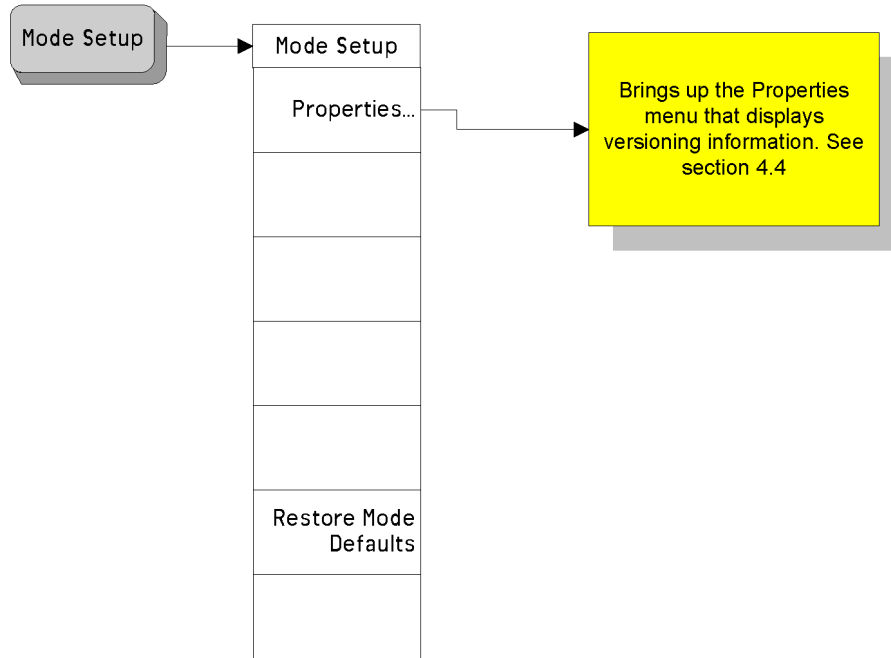 Mode Setup
Mode Setup
Properties...
Brings up the Properties
menu that displays
versioning information. See
section 4.4
Restore Mode
Defaults